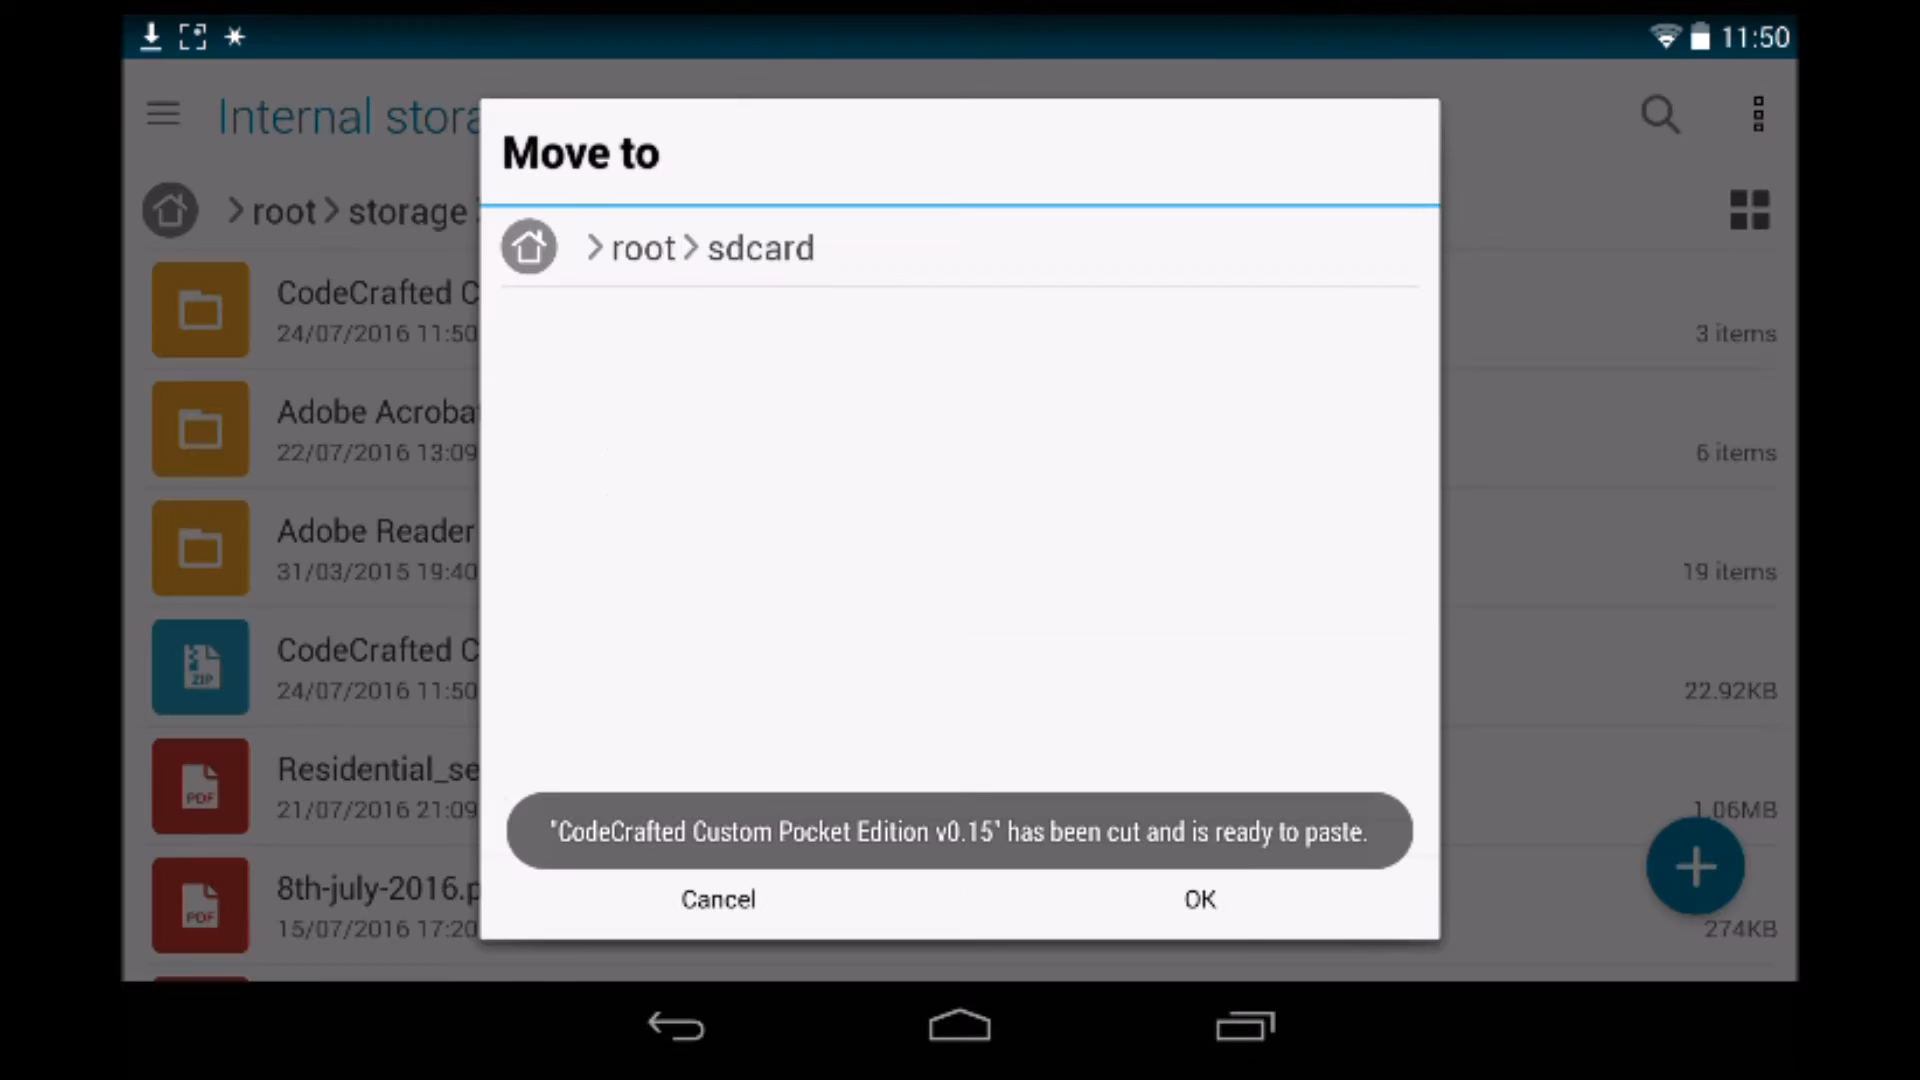 11:50
Internal stora
root storage
Move to
root sdcard
CodeCrafted C
24/07/2016 11:50
3 items
Adobe Acroba
22/07/2016 13:09
6 items
Adobe Reader
31/03/2015 19:40
19 items
CodeCrafted C
24/07/2016 11:50
22.92KB
ZIP
Residential_se
21/07/2016 21:09
1.06MB
PDF
"CodeCrafted Custom Pocket Edition v0.15" has been cut and is ready to paste.
8th-july-2016.p
15/07/2016 17:20
274KB
PDF
Cancel
OK